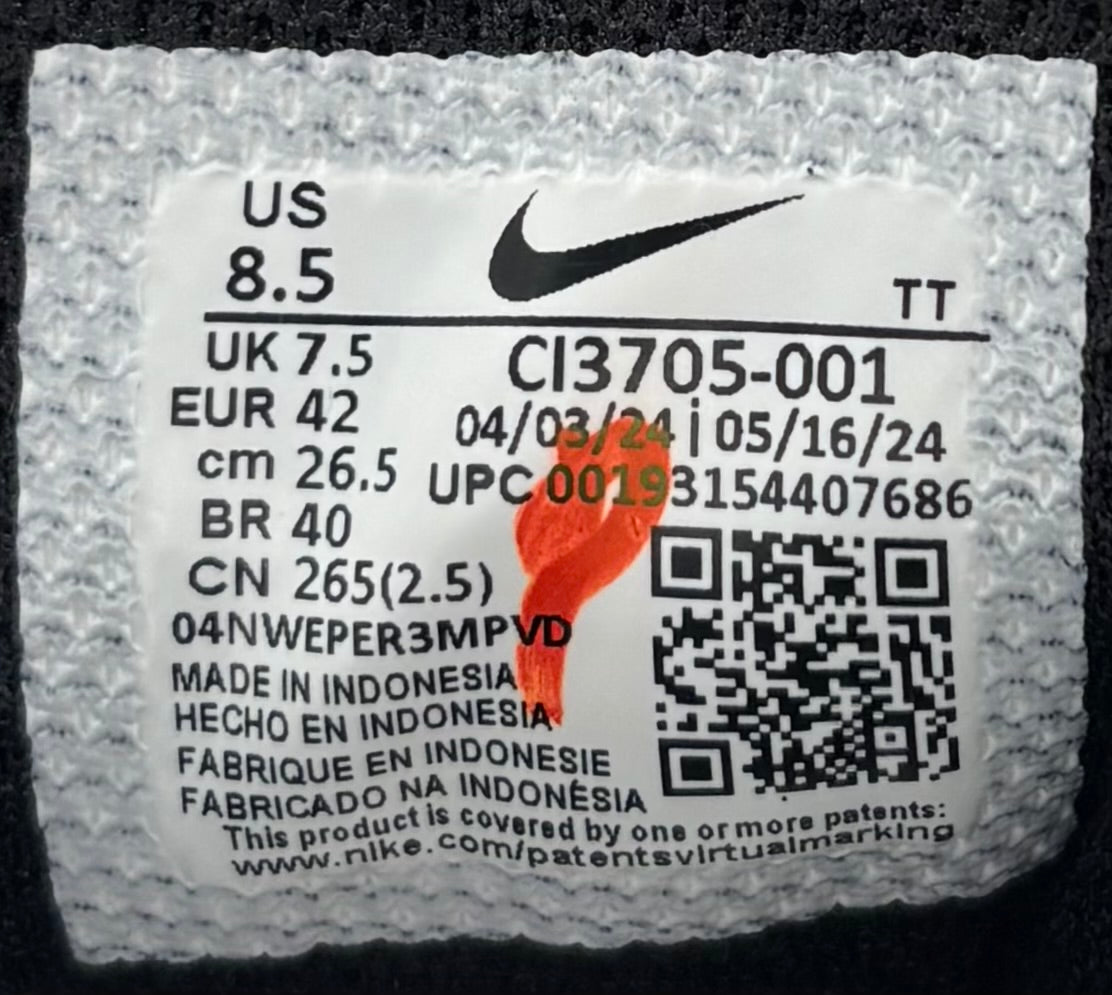 US
8.5
TT
UK 7.5
EUR 42
cm 26.5
BR 40
CN 265(2.5)
CI3705-001
04/03/24 | 05/16/24
UPC 00193154407686
04NWEPER3MPVD
MADE IN INDONESIA
HECHO EN INDONESIA
FABRIQUE EN INDONESIE
FABRICADO NA INDONÉSIA
This product is covered by one or more patents:
www.nike.com/patentsvirtualmarking